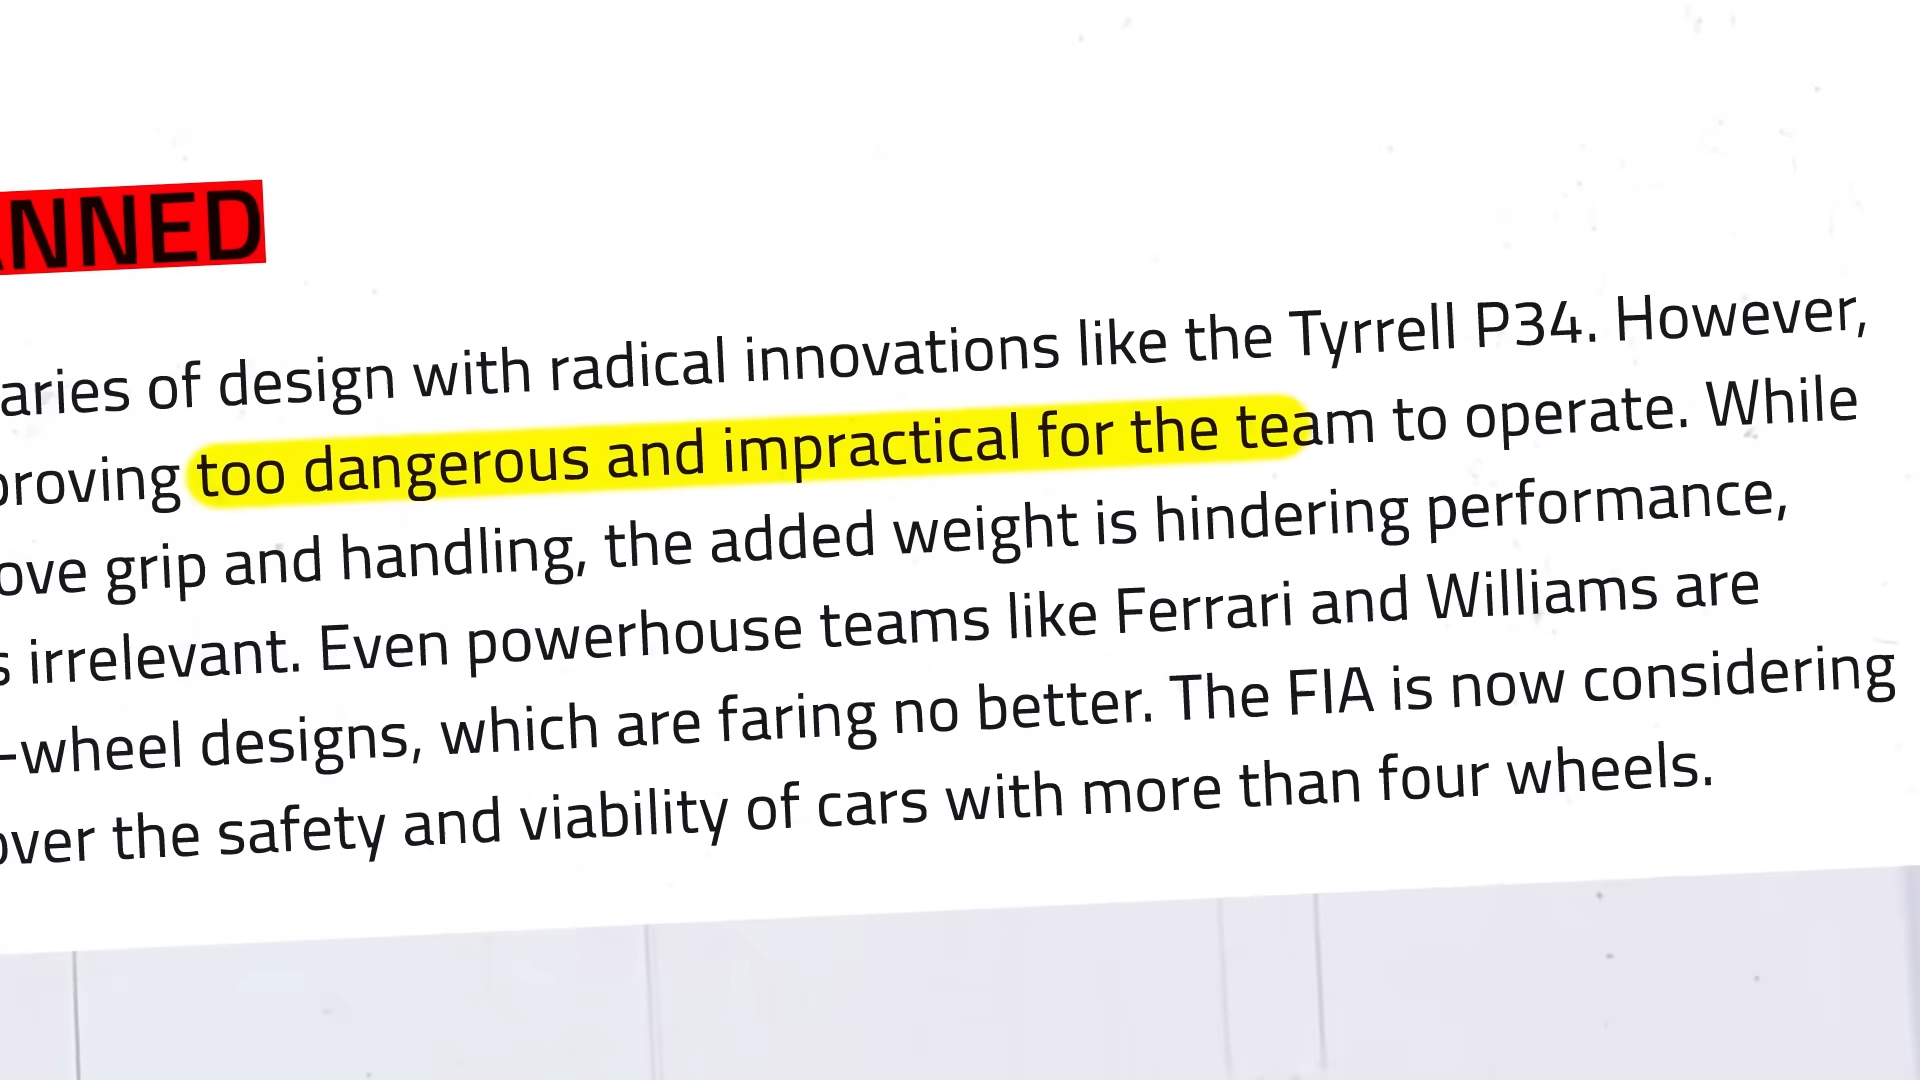 ANNED
aries of design with radical innovations like the Tyrrell P34. However,
proving too dangerous and impractical for the team to operate. While
ove grip and handling, the added weight is hindering performance,
s irrelevant. Even powerhouse teams like Ferrari and Williams are
-wheel designs, which are faring no better. The FIA is now considering
over the safety and viability of cars with more than four wheels.